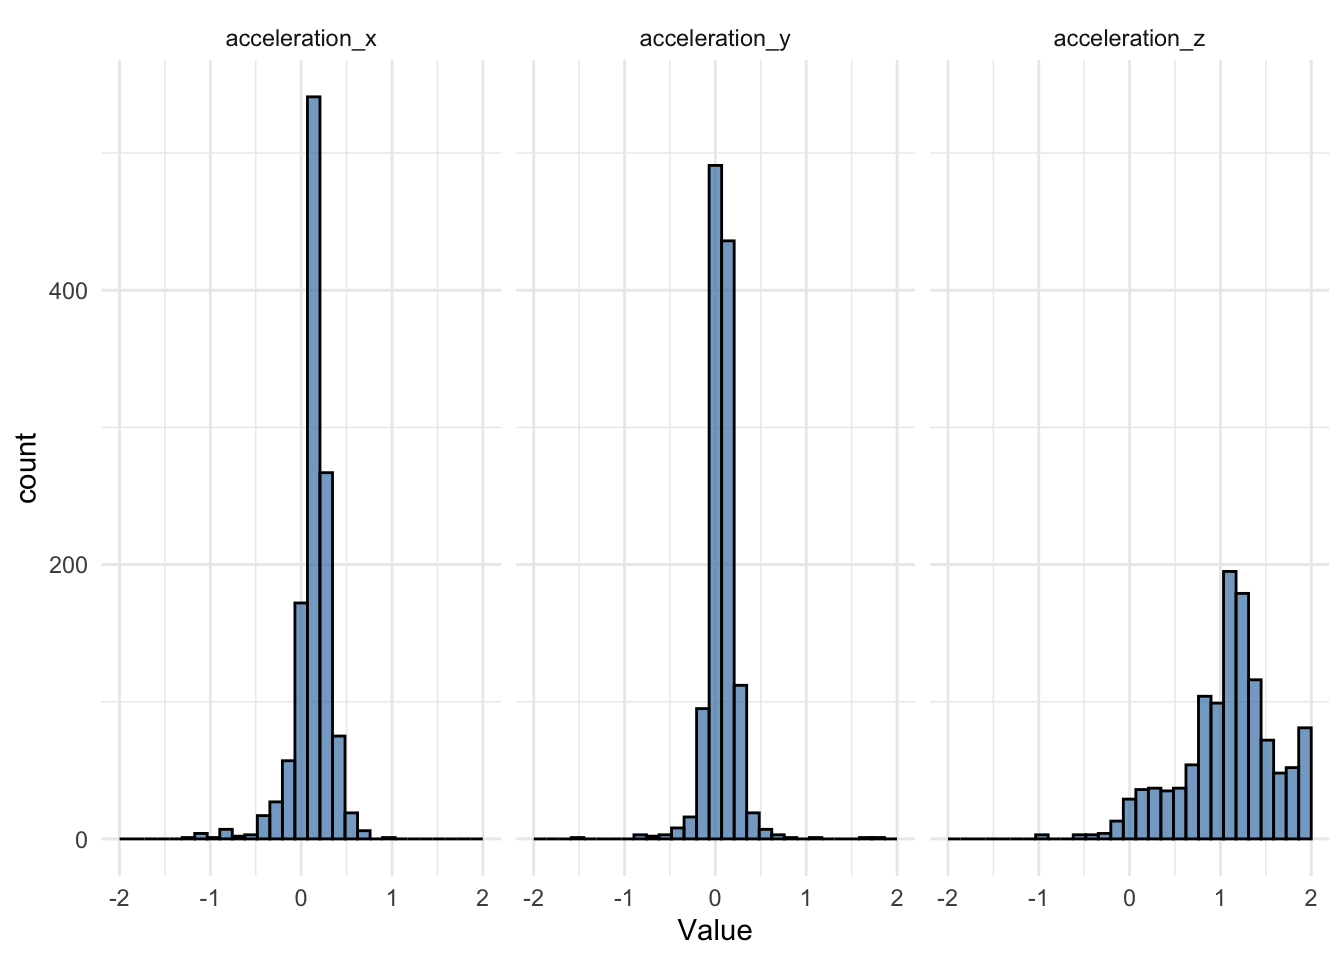 acceleration_x acceleration_y acceleration_z
400
200
0
count
-2 -1 0 1 2 -2 -1 0 1 2 -2 -1 0 1 2
Value